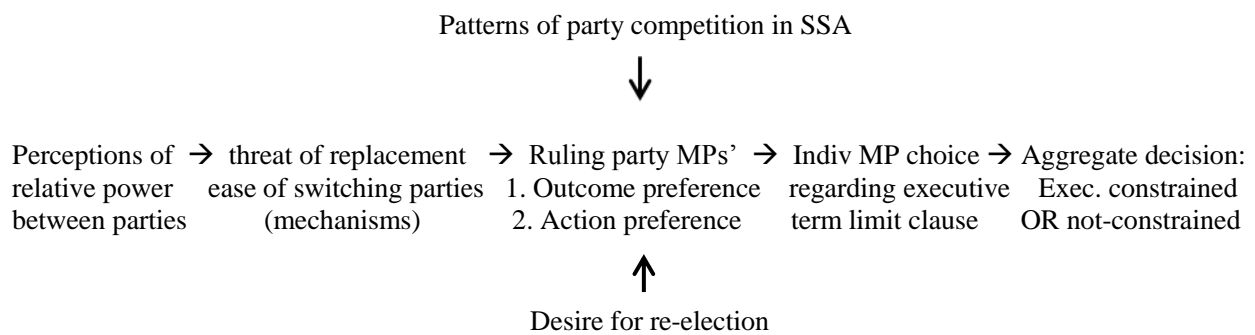 Patterns of party competition in SSA
↓
Perceptions of → threat of replacement → Ruling party MPs’ → Indiv MP choice → Aggregate decision:
relative power ease of switching parties 1. Outcome preference regarding executive Exec. constrained
between parties (mechanisms) 2. Action preference term limit clause OR not-constrained
↑
Desire for re-election